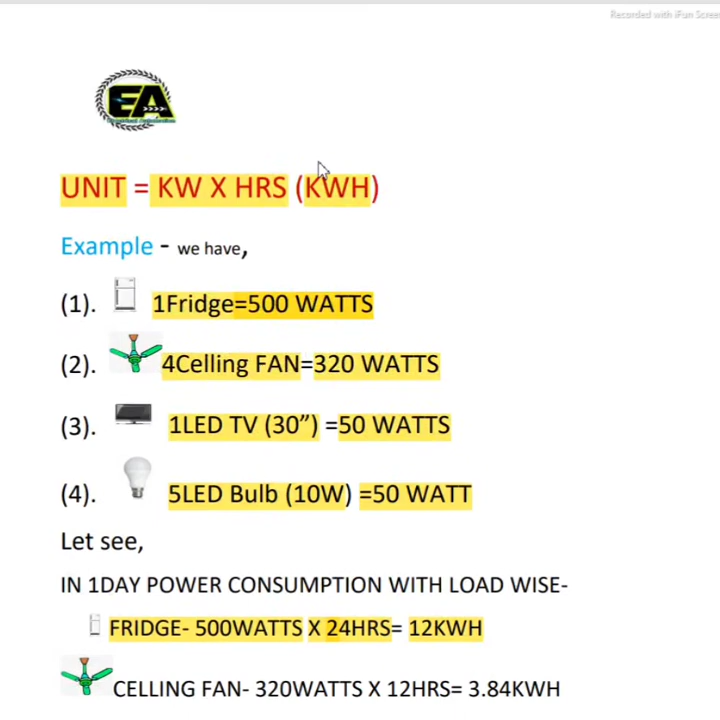 Recorded with iFun Screen
EA
UNIT = KW X HRS (KWH)
Example - we have,
(1). 1Fridge=500 WATTS
(2). 4Celling FAN=320 WATTS
(3). 1LED TV (30”) =50 WATTS
(4). 5LED Bulb (10W) =50 WATT
Let see,
IN 1DAY POWER CONSUMPTION WITH LOAD WISE-
FRIDGE- 500WATTS X 24HRS= 12KWH
CELLING FAN- 320WATTS X 12HRS= 3.84KWH